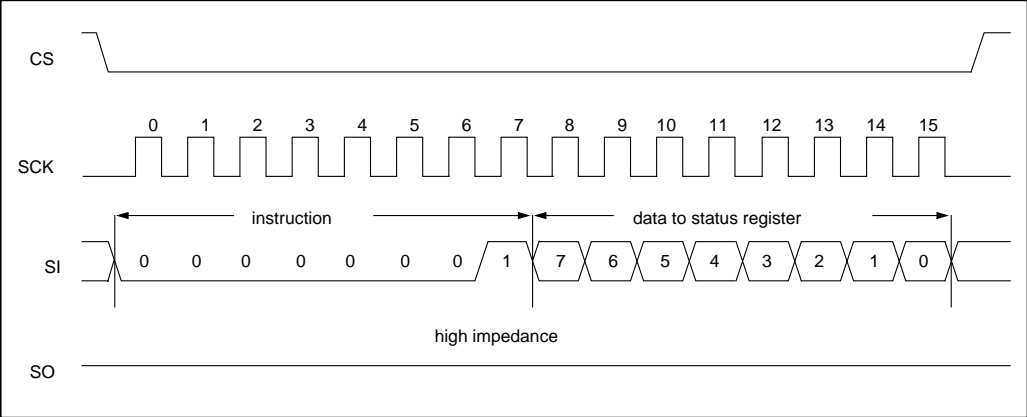 CS
0 1 2 3 4 5 6 7 8 9 10 11 12 13 14 15
SCK
instruction data to status register
SI 0 0 0 0 0 0 0 1 7 6 5 4 3 2 1 0
high impedance
SO